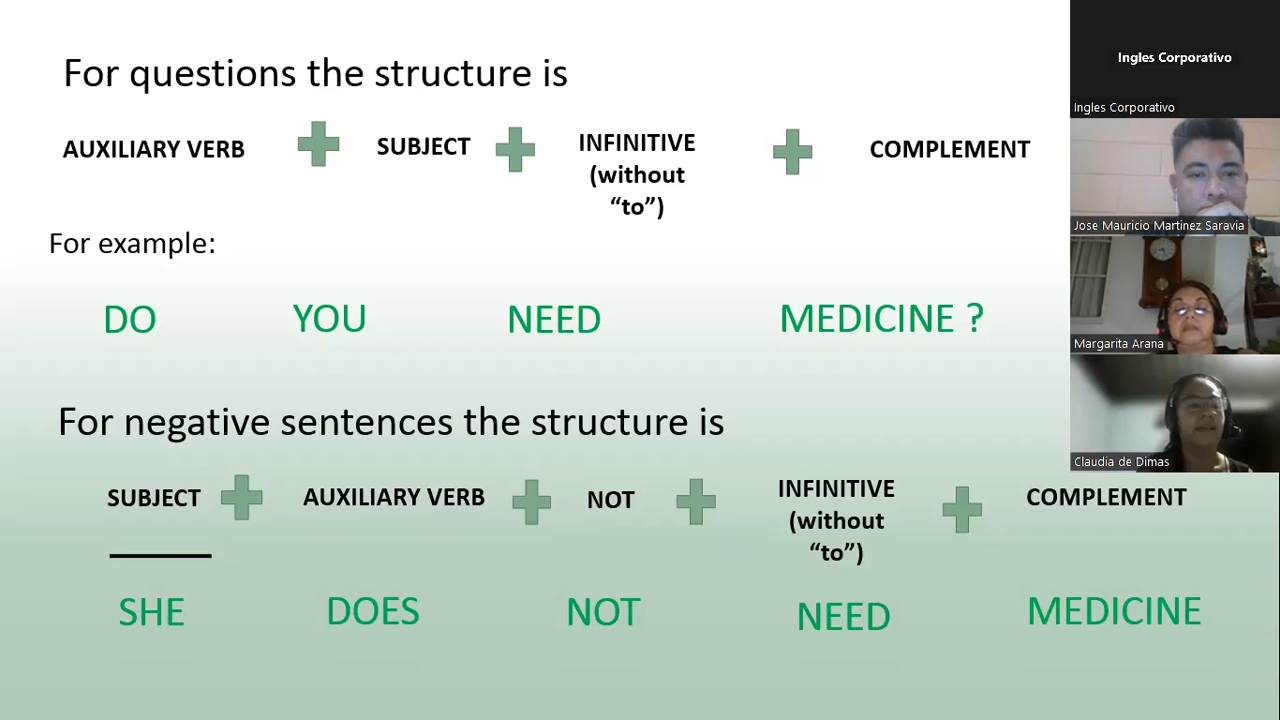 For questions the structure is
AUXILIARY VERB SUBJECT INFINITIVE COMPLEMENT
(without
“to”)
For example:
DO YOU NEED MEDICINE ?
For negative sentences the structure is
SUBJECT AUXILIARY VERB NOT INFINITIVE COMPLEMENT
(without
“to”)
SHE DOES NOT NEED MEDICINE
Ingles Corporativo
Ingles Corporativo
Jose Mauricio Martinez Saravia
Margarita Arana
Claudia de Dimas